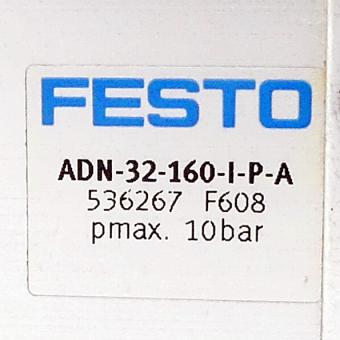 FESTO
ADN-32-160-I-P-A
536267 F608
pmax. 10bar